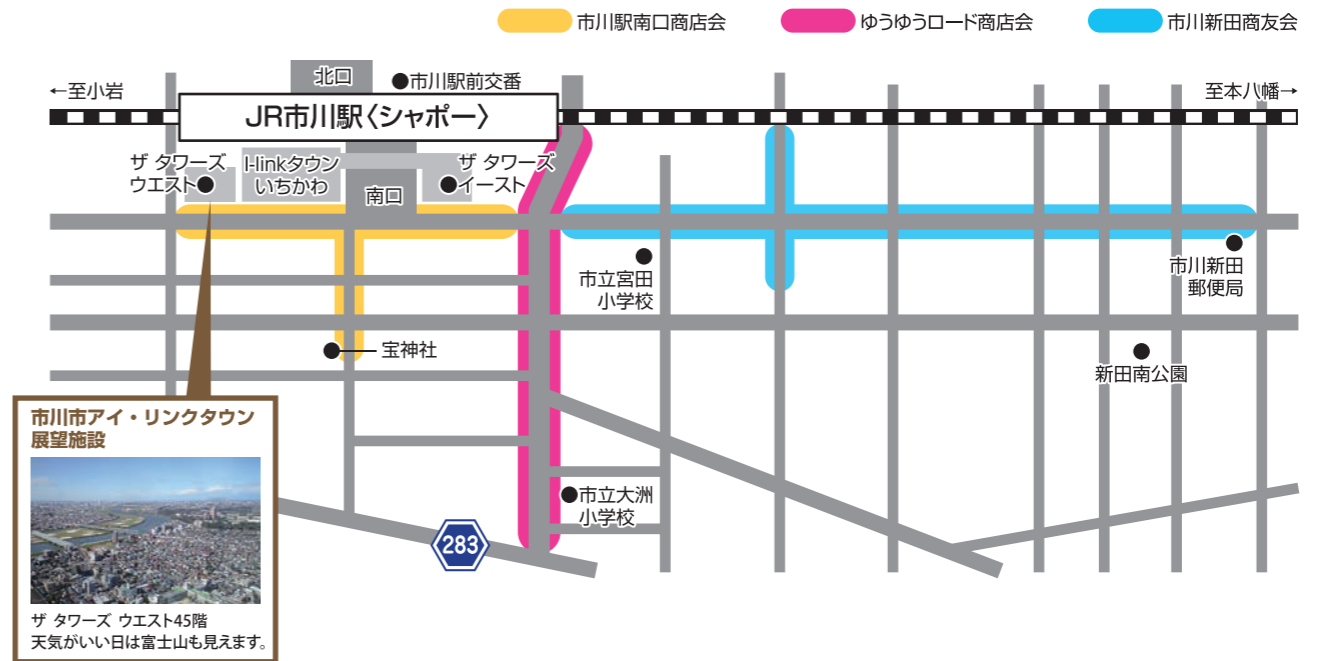 市川駅南口商店会
ゆうゆうロード商店会
市川新田商友会
北口
市川駅前交番
←至小岩
至本八幡→
JR市川駅〈シャポー〉
ザ タワーズ
ウエスト
I-linkタウン
いちかわ
南口
ザ タワーズ
イースト
市立宮田
小学校
市川新田
郵便局
宝神社
新田南公園
市川市アイ・リンクタウン
展望施設
市立大洲
小学校
283
ザ タワーズ ウエスト45階
天気がいい日は富士山も見えます。